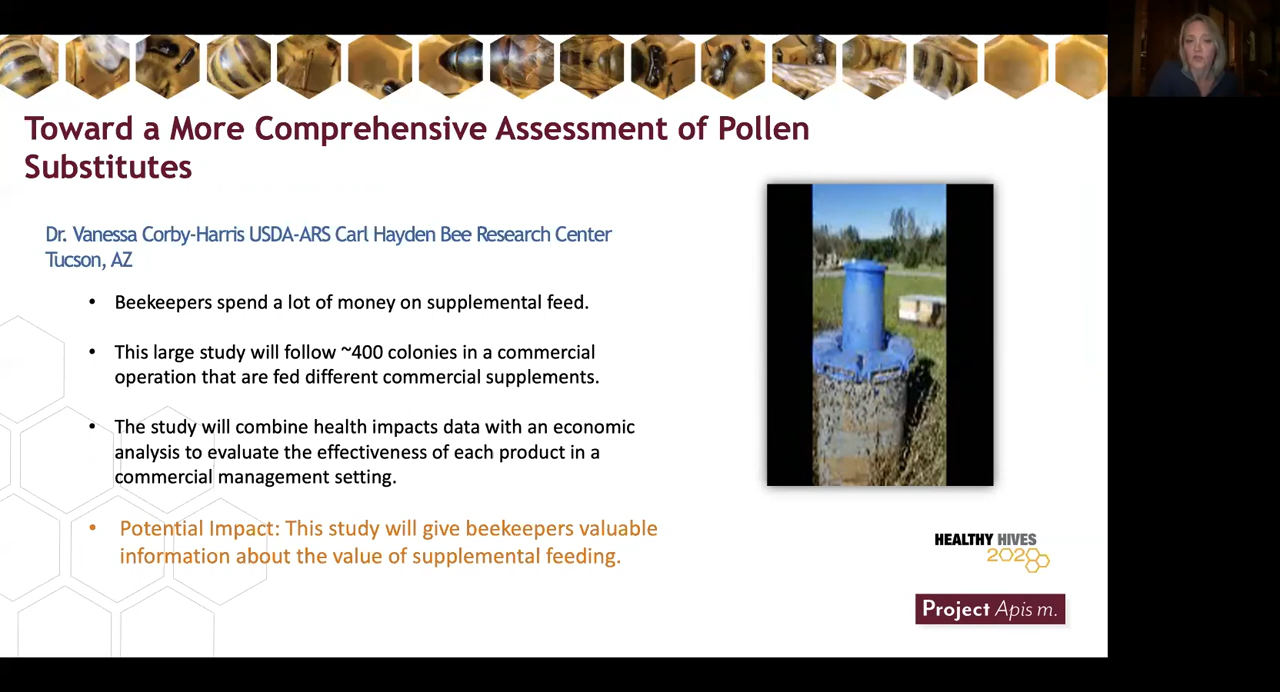 Toward a More Comprehensive Assessment of Pollen
Substitutes
Dr. Vanessa Corby-Harris USDA-ARS Carl Hayden Bee Research Center
Tucson, AZ
• Beekeepers spend a lot of money on supplemental feed.
• This large study will follow ~400 colonies in a commercial
operation that are fed different commercial supplements.
• The study will combine health impacts data with an economic
analysis to evaluate the effectiveness of each product in a
commercial management setting.
• Potential Impact: This study will give beekeepers valuable
information about the value of supplemental feeding.
HEALTHY HIVES
2020
Project Apis m.